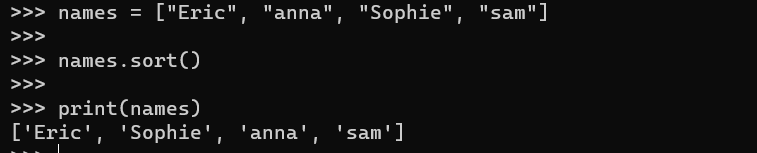 >>> names = ["Eric", "anna", "Sophie", "sam"]
>>>
>>> names.sort()
>>>
>>> print(names)
['Eric', 'Sophie', 'anna', 'sam']
>>>